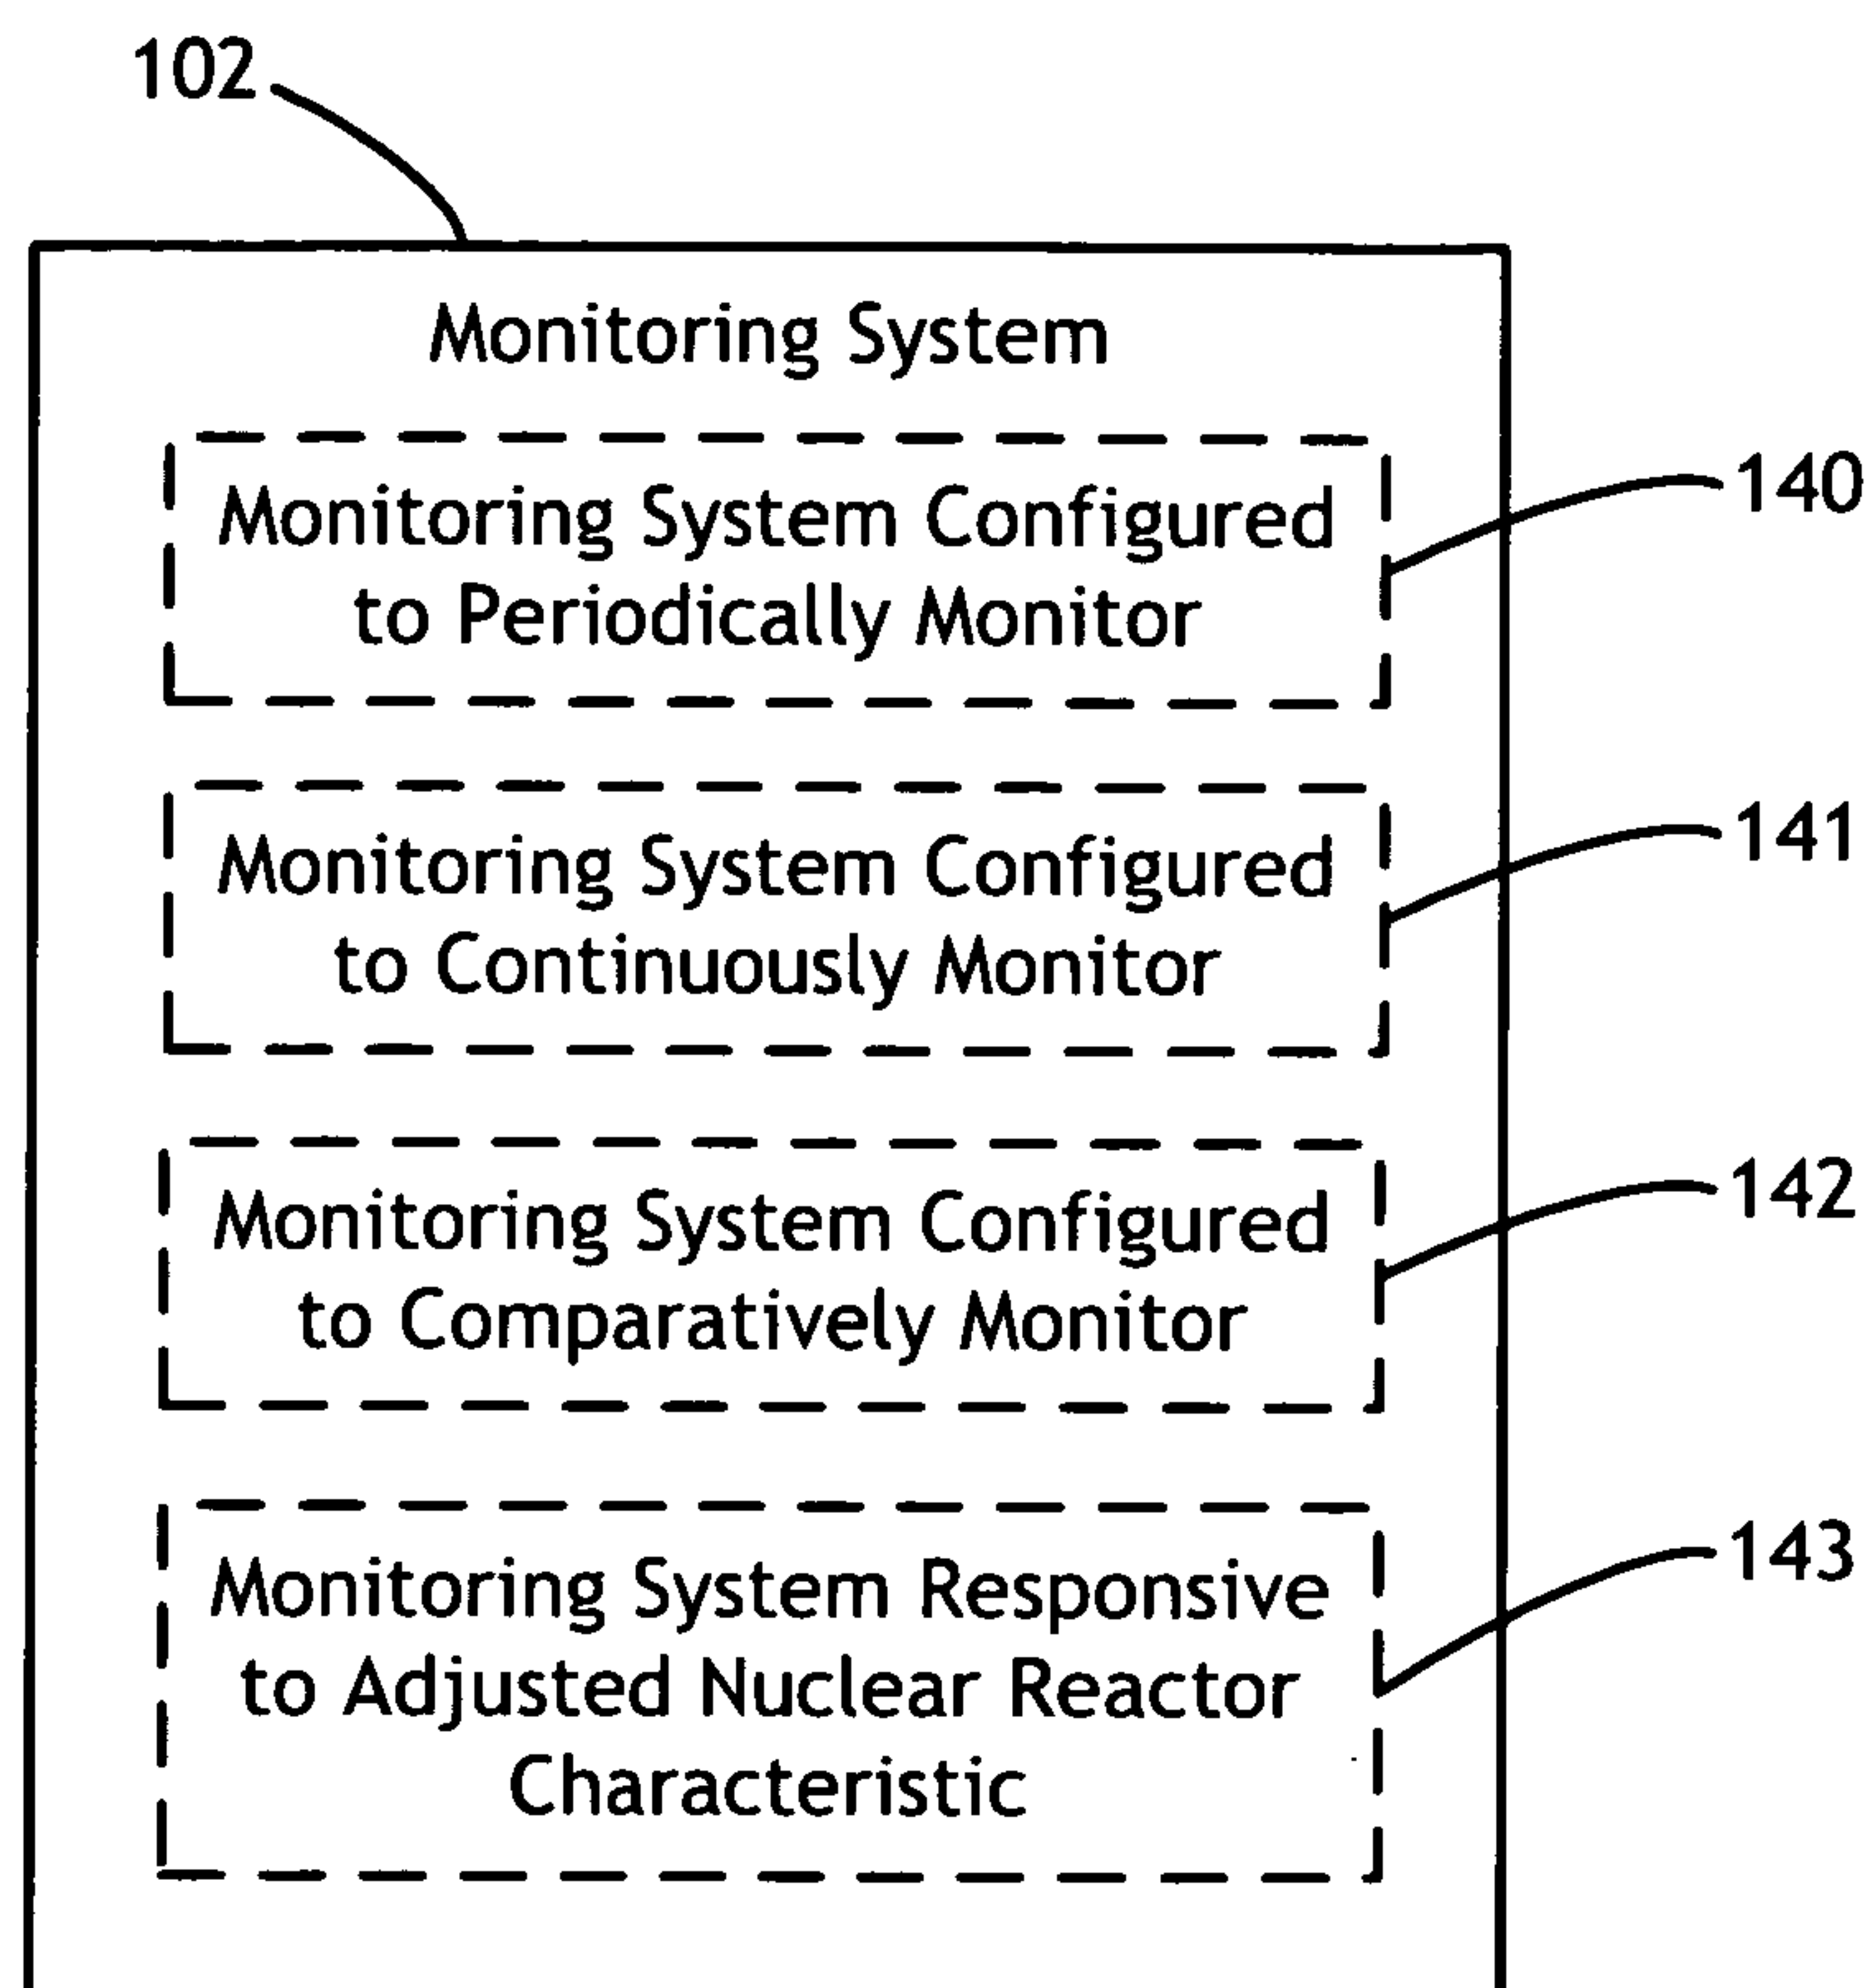 102
Monitoring System
Monitoring System Configured
to Periodically Monitor
140
Monitoring System Configured
to Continuously Monitor
141
Monitoring System Configured
to Comparatively Monitor
142
Monitoring System Responsive
to Adjusted Nuclear Reactor
Characteristic
143